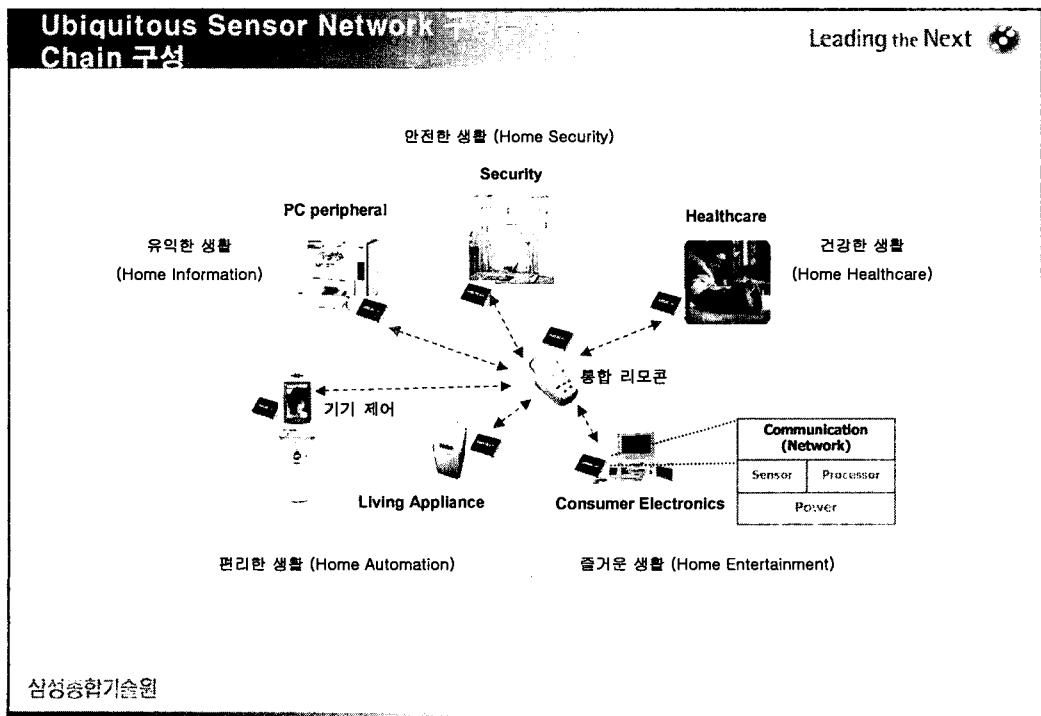 Ubiquitous Sensor Network
Chain 구성
Leading the Next
안전한 생활 (Home Security)
Security
PC peripheral
Healthcare
유익한 생활
(Home Information)
건강한 생활
(Home Healthcare)
통합 리모콘
기기 제어
Communication
(Network)
Sensor
Processor
Power
Living Appliance
Consumer Electronics
편리한 생활 (Home Automation)
즐거운 생활 (Home Entertainment)
삼성종합기술원